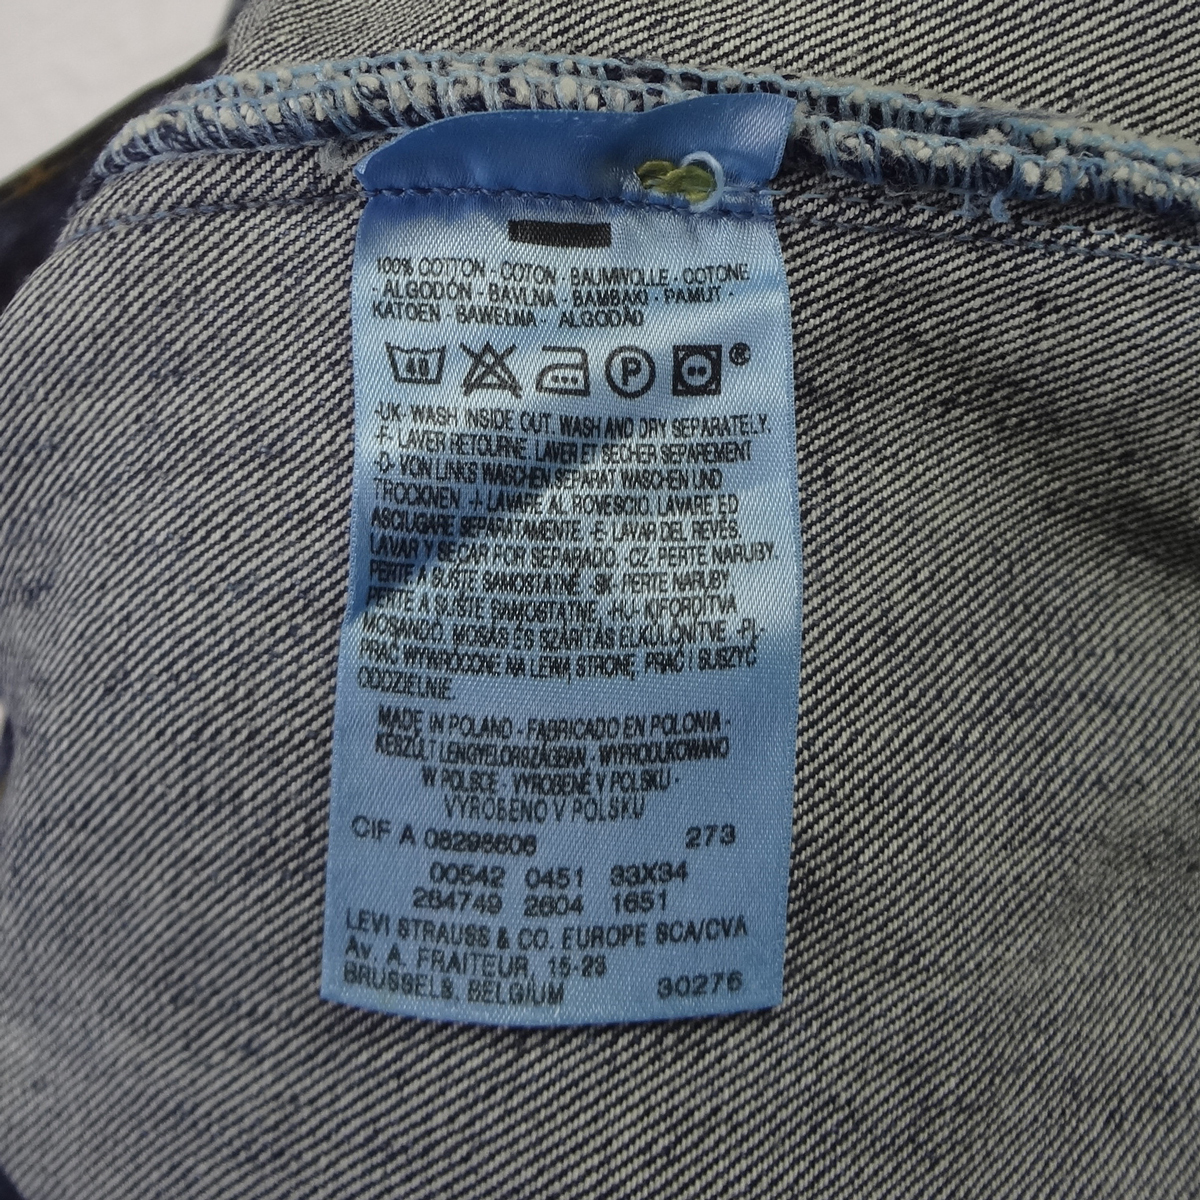 100% COTTON - COTON - BAUMWOLLE - COTONE
- ALGODON - BAVLNA - BAMBAKI - PAMUT -
KATOEN - BAWEŁNA - ALGODÃO
40 P ®
-UK- WASH INSIDE OUT. WASH AND DRY SEPARATELY.
-F- LAVER RETOURNE. LAVER ET SECHER SEPAREMENT
-D- VON LINKS WASCHEN. SEPARAT WASCHEN UND
TROCKNEN. -I- LAVARE AL ROVESCIO. LAVARE ED
ASCIUGARE SEPARATAMENTE. -E- LAVAR DEL REVÉS.
LAVAR Y SECAR POR SEPARADO. -CZ- PERTE NARUBY.
PERTE A SUŠTE SAMOSTATNĚ. -SK- PERTE NARUBY.
PERTE A SUŠTE SAMOSTATNE. -HU- KIFORDÍTVA
MOSANDÓ. MOSÁS ÉS SZÁRÍTÁS ELKÜLÖNÍTVE. -PL-
PRAĆ WYWRÓCONE NA LEWĄ STRONĘ, PRAĆ I SUSZYĆ
ODDZIELNIE.
MADE IN POLAND - FABRICADO EN POLONIA -
KÉSZÜLT LENGYELORSZÁGBAN - WYPRODUKOWANO
W POLSCE - VYROBENÉ V POLSKU -
VYROBENO V POLSKU
CIF A 08298806 273
00542 0451 33X34
284749 2604 1651
LEVI STRAUSS & CO. EUROPE SCA/CVA
AV. A. FRAITEUR, 15-23
BRUSSELS, BELGIUM 30276